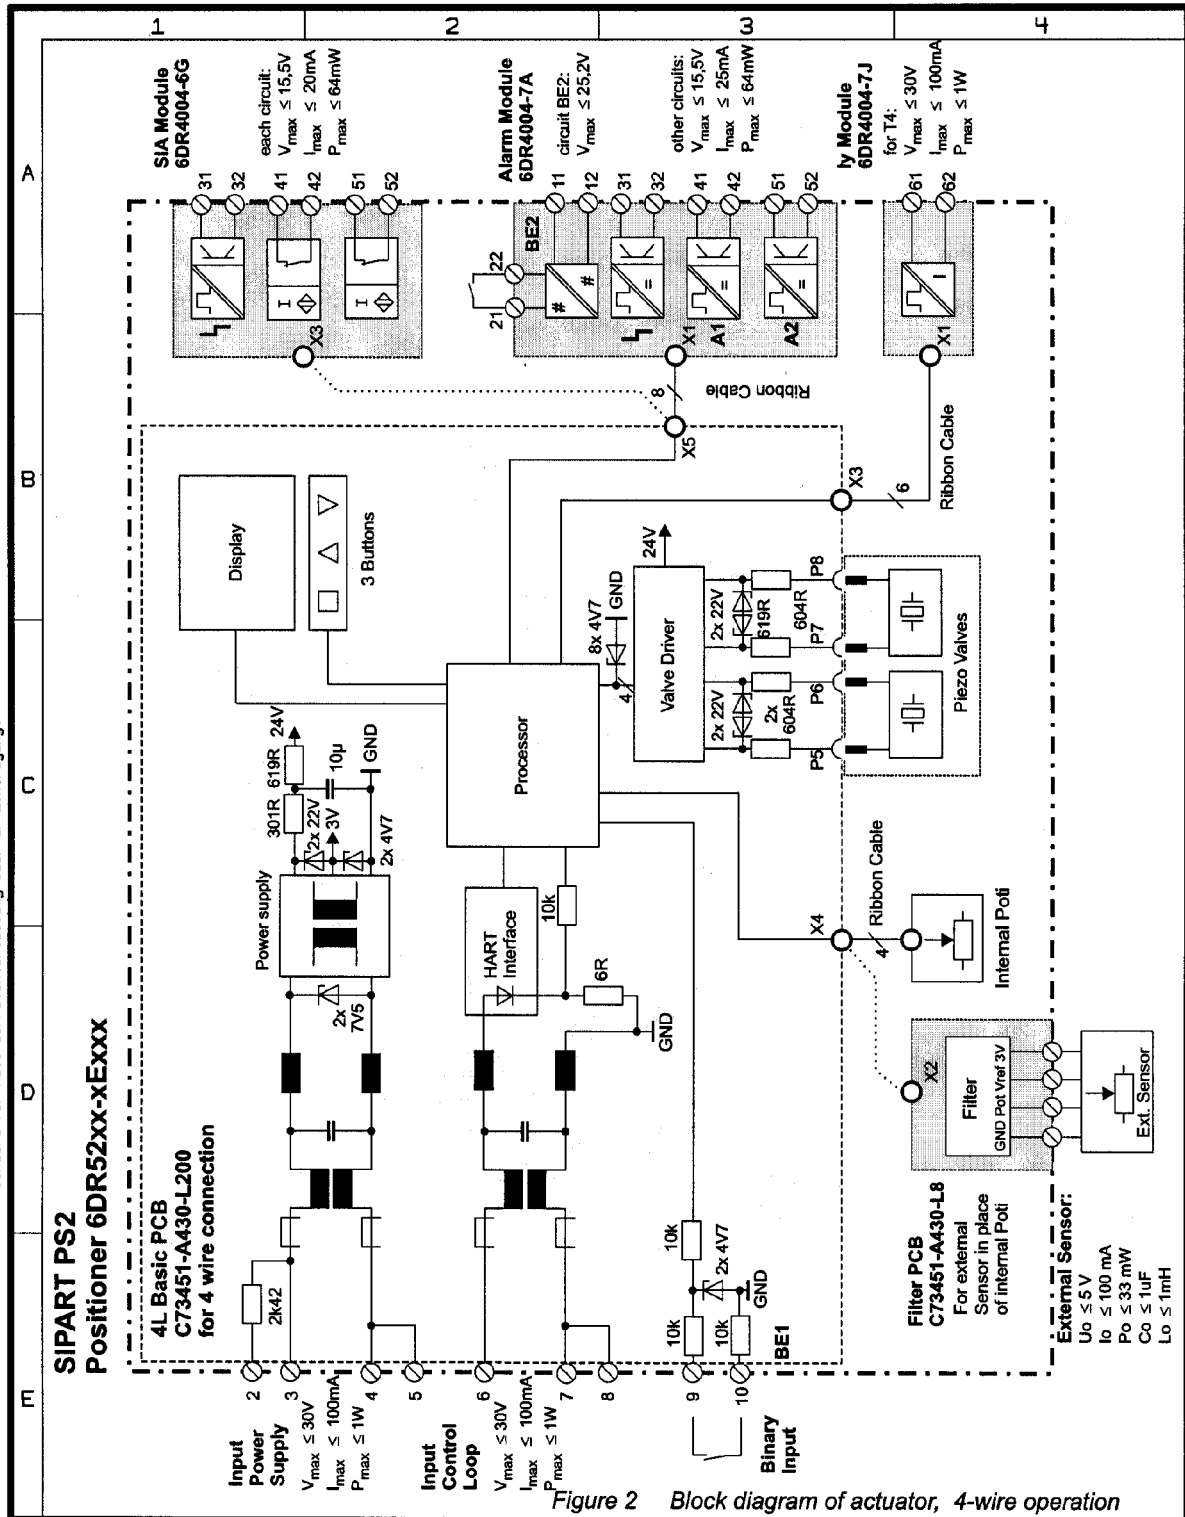 1
2
3
4
A
B
C
D
E
SIPART PS2
Positioner 6DR52xx-xExxx
4L Basic PCB
C73451-A430-L200
for 4 wire connection
Input
Power
Supply
Vmax ≤ 30V
Imax ≤ 100mA
Pmax ≤ 1W
2
3
4
5
2k42
Power supply
2x
7V5
301R
619R
24V
10µ
2x 22V
3V
2x 4V7
GND
Display
3 Buttons
Input
Control
Loop
Vmax ≤ 30V
Imax ≤ 100mA
Pmax ≤ 1W
6
7
8
HART
Interface
10k
6R
GND
Processor
Binary
Input
9
10
10k
10k
10k
2x 4V7
GND
BE1
4
8x 4V7
GND
Valve Driver
24V
2x 22V
2x
604R
2x 22V
619R
604R
P5
P6
P7
P8
Piezo Valves
X5
8
Ribbon Cable
X3
6
Ribbon Cable
X4
4
Ribbon Cable
Internal Poti
SIA Module
6DR4004-6G
each circuit:
Vmax ≤ 15,5V
Imax ≤ 20mA
Pmax ≤ 64mW
31
32
41
42
51
52
I
I
X3
Alarm Module
6DR4004-7A
circuit BE2:
Vmax ≤ 25,2V
other circuits:
Vmax ≤ 15,5V
Imax ≤ 25mA
Pmax ≤ 64mW
BE2
21
22
11
12
31
32
41
42
51
52
#
#
=
=
=
A1
A2
X1
Iy Module
6DR4004-7J
for T4:
Vmax ≤ 30V
Imax ≤ 100mA
Pmax ≤ 1W
61
62
I
X1
Filter PCB
C73451-A430-L8
For external
Sensor in place
of internal Poti
X2
Filter
GND Pot Vref 3V
Ext. Sensor
External Sensor:
Uo ≤ 5 V
Io ≤ 100 mA
Po ≤ 33 mW
Co ≤ 1uF
Lo ≤ 1mH
Figure 2 Block diagram of actuator, 4-wire operation